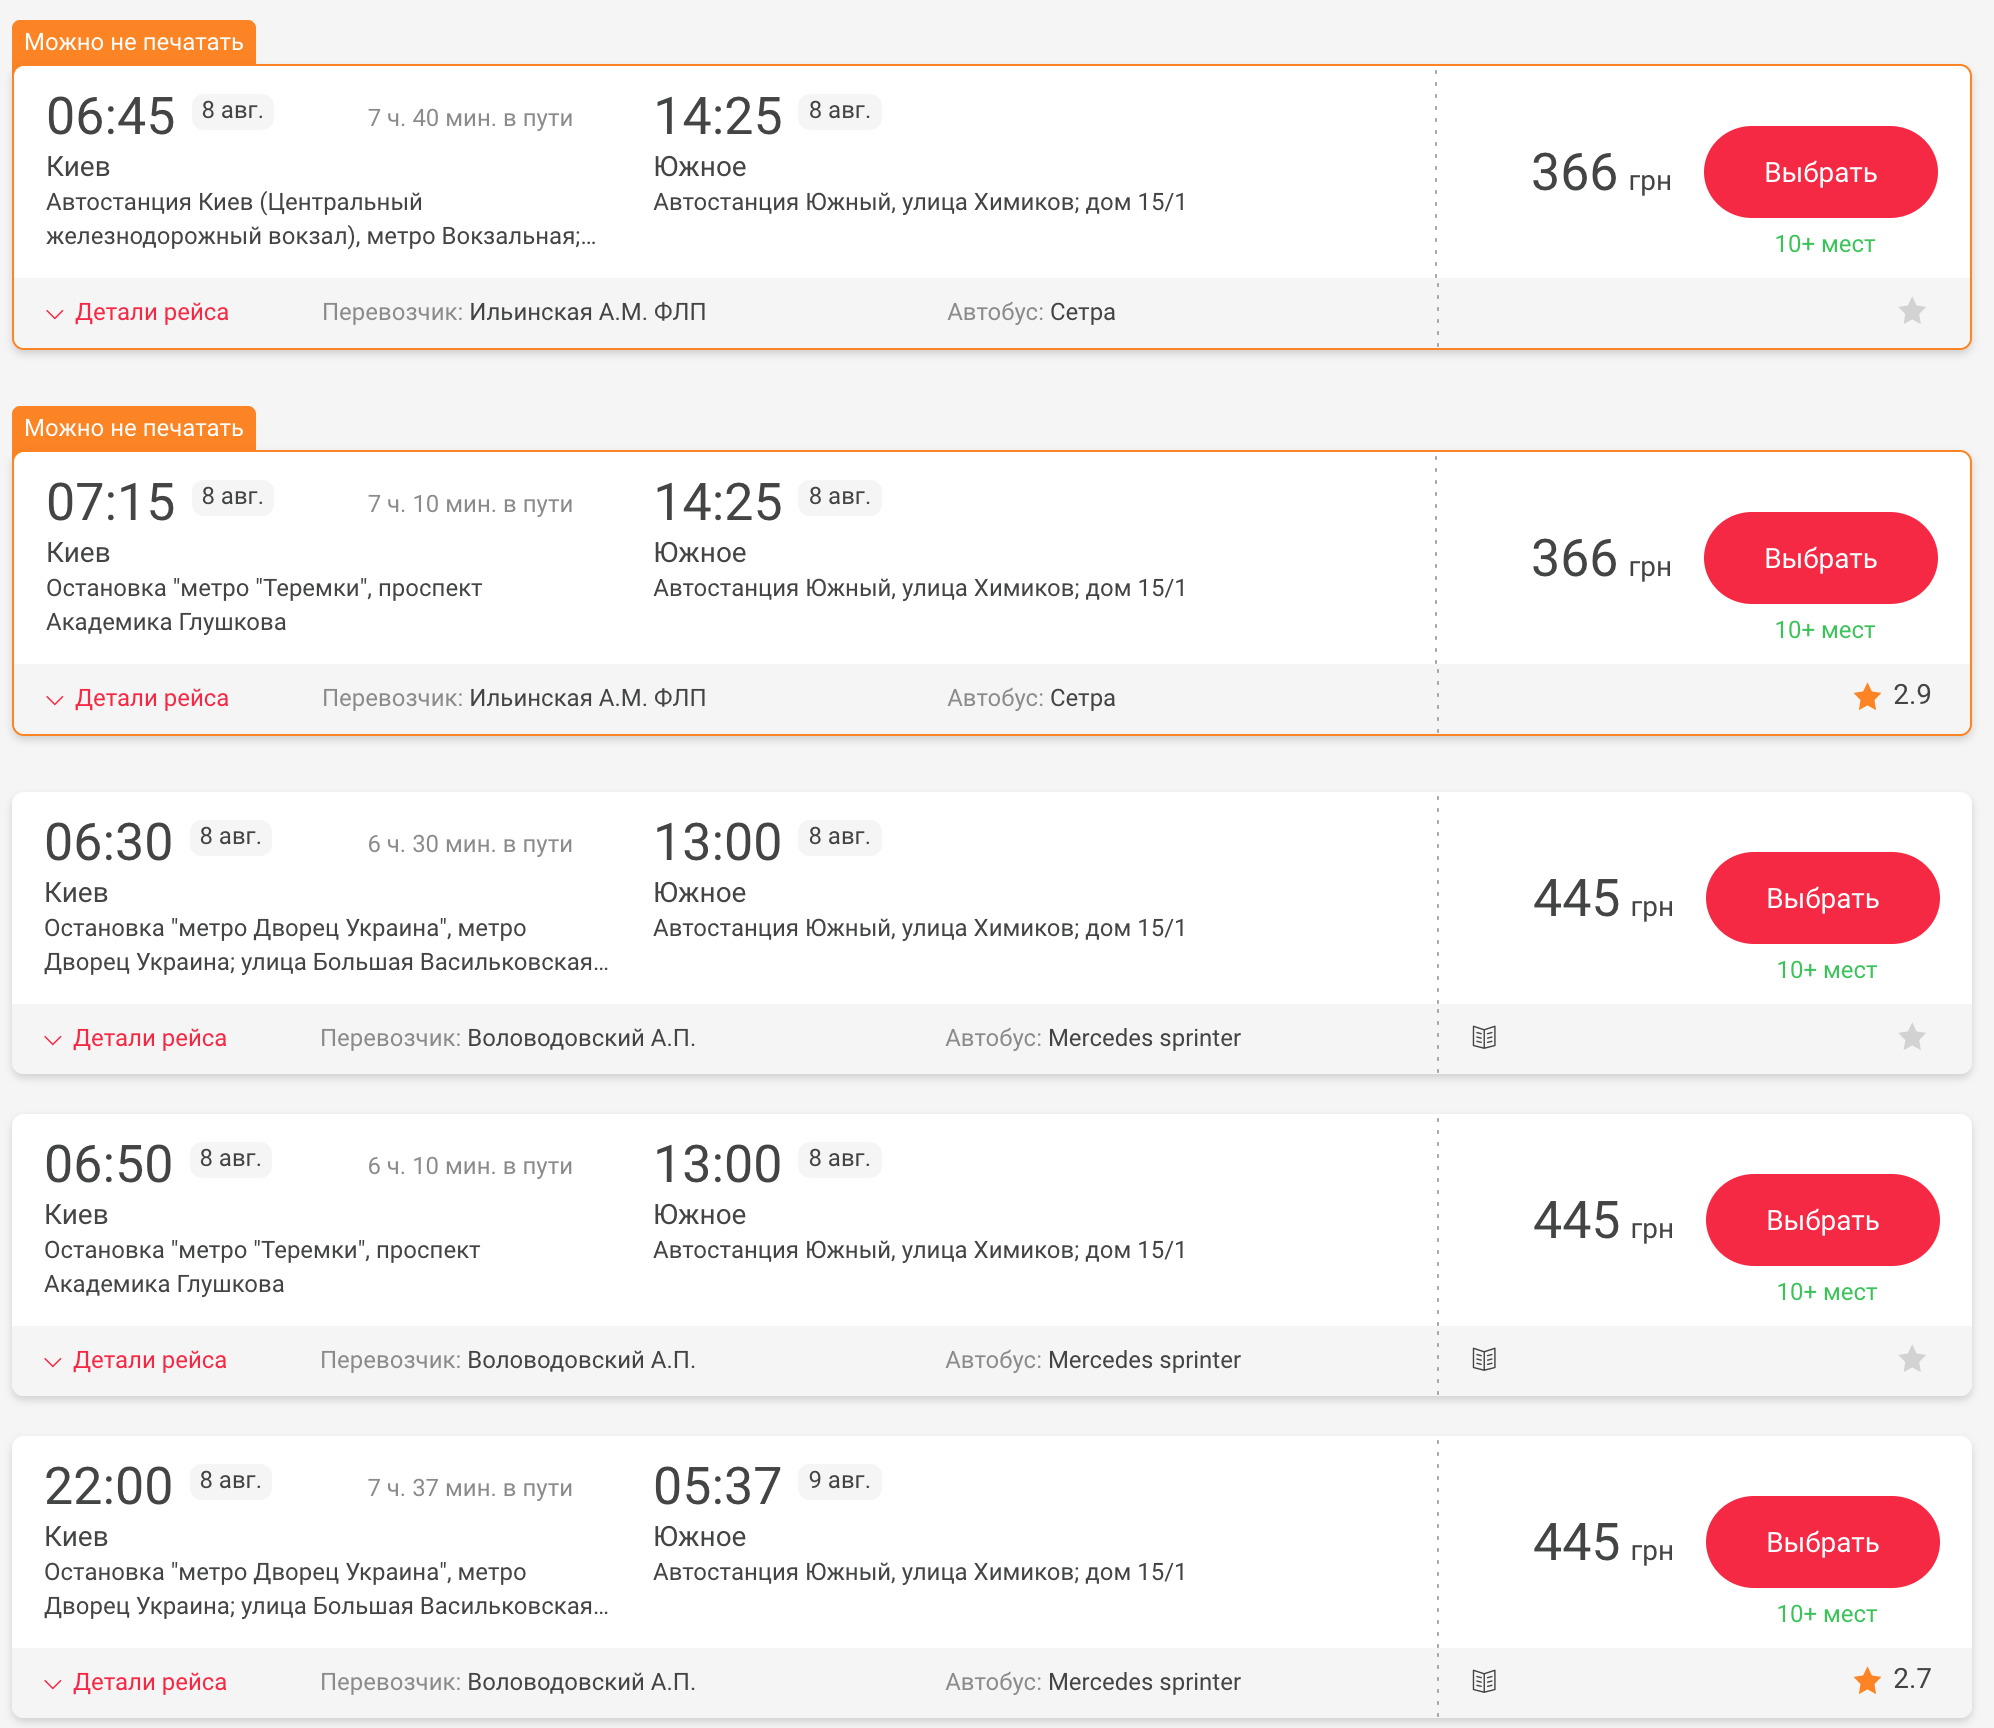 Можно не печатать
06:45 8 авг. 7 ч. 40 мин. в пути 14:25 8 авг.
Киев Южное
Автостанция Киев (Центральный Автостанция Южный, улица Химиков; дом 15/1
железнодорожный вокзал), метро Вокзальная;...
366 грн Выбрать
10+ мест
Детали рейса Перевозчик: Ильинская А.М. ФЛП Автобус: Сетра
Можно не печатать
07:15 8 авг. 7 ч. 10 мин. в пути 14:25 8 авг.
Киев Южное
Остановка "метро "Теремки", проспект Автостанция Южный, улица Химиков; дом 15/1
Академика Глушкова
366 грн Выбрать
10+ мест
Детали рейса Перевозчик: Ильинская А.М. ФЛП Автобус: Сетра 2.9
06:30 8 авг. 6 ч. 30 мин. в пути 13:00 8 авг.
Киев Южное
Остановка "метро Дворец Украина", метро Автостанция Южный, улица Химиков; дом 15/1
Дворец Украина; улица Большая Васильковская...
445 грн Выбрать
10+ мест
Детали рейса Перевозчик: Воловодовский А.П. Автобус: Mercedes sprinter
06:50 8 авг. 6 ч. 10 мин. в пути 13:00 8 авг.
Киев Южное
Остановка "метро "Теремки", проспект Автостанция Южный, улица Химиков; дом 15/1
Академика Глушкова
445 грн Выбрать
10+ мест
Детали рейса Перевозчик: Воловодовский А.П. Автобус: Mercedes sprinter
22:00 8 авг. 7 ч. 37 мин. в пути 05:37 9 авг.
Киев Южное
Остановка "метро Дворец Украина", метро Автостанция Южный, улица Химиков; дом 15/1
Дворец Украина; улица Большая Васильковская...
445 грн Выбрать
10+ мест
Детали рейса Перевозчик: Воловодовский А.П. Автобус: Mercedes sprinter 2.7